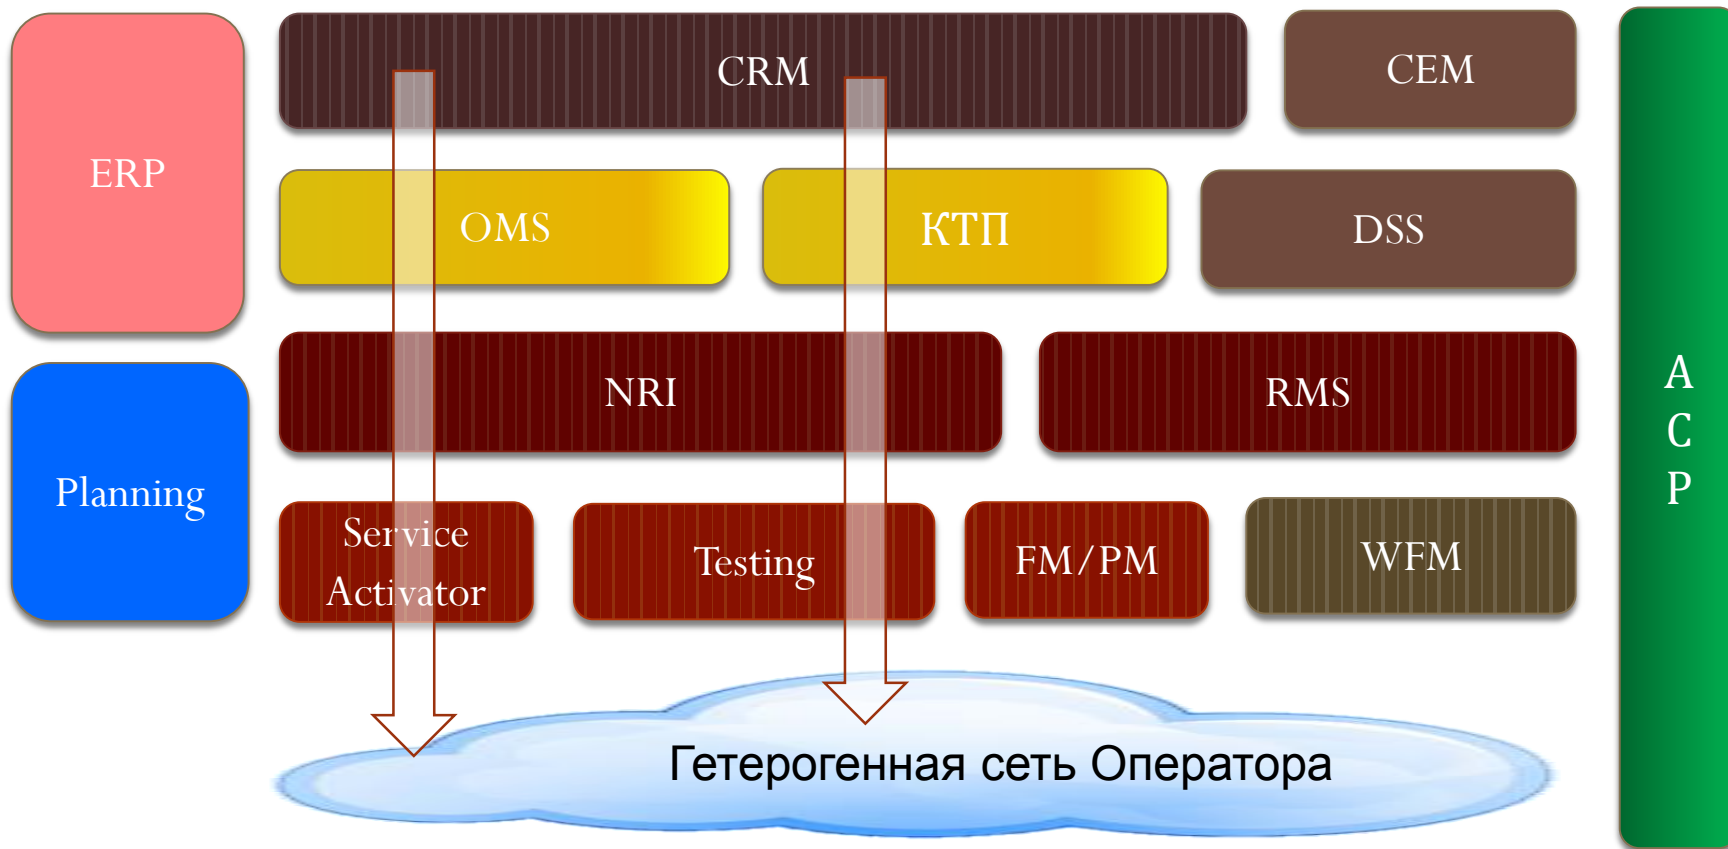 ERP
CRM
CEM
OMS
КТП
DSS
NRI
RMS
Planning
Service
Activator
Testing
FM/PM
WFM
Гетерогенная сеть Оператора
А
С
Р